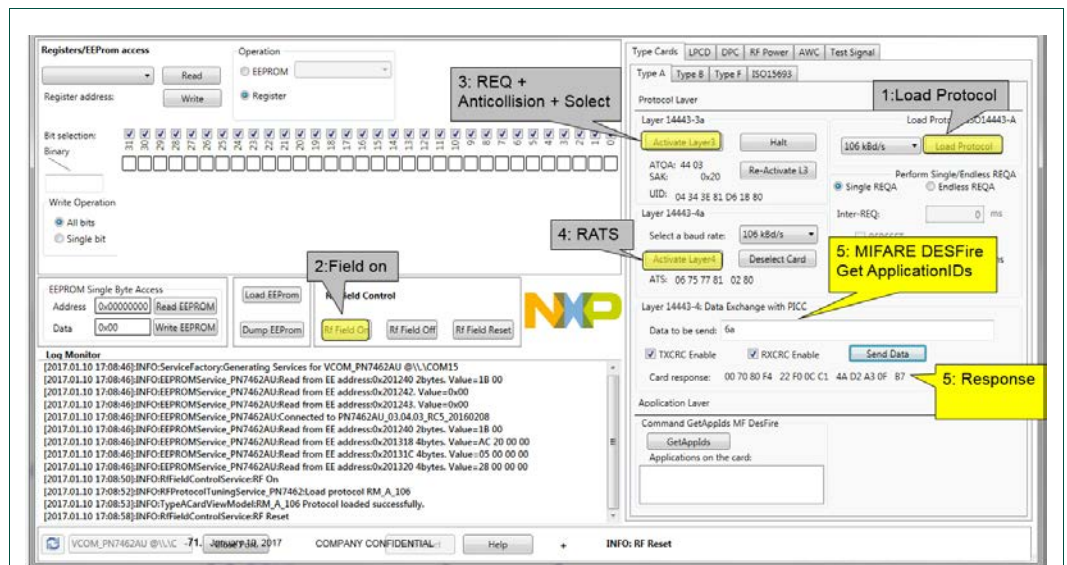 Registers/EEProm access
Read
Register address:
Write
Operation
EEPROM
Register
Bit selection:
31 30 29 28 27 26 25 24 23 22 21 20 19 18 17 16 15 14 13 12 11 10 9 8 7 6 5 4 3 2 1 0
Binary
Write Operation
All bits
Single bit
3: REQ +
Anticollision + Solect
2:Field on
4: RATS
EEPROM Single Byte Access
Address 0x00000000 Read EEPROM
Data 0x00 Write EEPROM
Load EEProm
Dump EEProm
Field Control
Rf Field On
Rf Field Off
Rf Field Reset
NXP
Log Monitor
[2017.01.10 17:08:46]:INFO:ServiceFactory:Generating Services for VCOM_PN7462AU @\\.\COM15
[2017.01.10 17:08:46]:INFO:EEPROMService_PN7462AU:Read from EE address:0x201240 2bytes. Value=1B 00
[2017.01.10 17:08:46]:INFO:EEPROMService_PN7462AU:Read from EE address:0x201242. Value=0x00
[2017.01.10 17:08:46]:INFO:EEPROMService_PN7462AU:Read from EE address:0x201243. Value=0x00
[2017.01.10 17:08:46]:INFO:EEPROMService_PN7462AU:Connected to PN7462AU_03.04.03_RC5_20160208
[2017.01.10 17:08:46]:INFO:EEPROMService_PN7462AU:Read from EE address:0x201240 2bytes. Value=1B 00
[2017.01.10 17:08:46]:INFO:EEPROMService_PN7462AU:Read from EE address:0x201318 4bytes. Value=AC 20 00 00
[2017.01.10 17:08:46]:INFO:EEPROMService_PN7462AU:Read from EE address:0x20131C 4bytes. Value=05 00 00 00
[2017.01.10 17:08:46]:INFO:EEPROMService_PN7462AU:Read from EE address:0x201320 4bytes. Value=28 00 00 00
[2017.01.10 17:08:50]:INFO:RfFieldControlService:RF On
[2017.01.10 17:08:52]:INFO:RFProtocolTuningService_PN7462:Load protocol RM_A_106
[2017.01.10 17:08:53]:INFO:TypeACardViewModel:RM_A_106 Protocol loaded successfully.
[2017.01.10 17:08:58]:INFO:RfFieldControlService:RF Reset
Type Cards LPCD DPC RF Power AWC Test Signal
Type A Type B Type F ISO15693
Protocol Layer
1:Load Protocol
Layer 14443-3a
Activate Layer3
Halt
ATQA: 44 03
SAK: 0x20
Re-Activate L3
UID: 04 34 3E 81 D6 18 80
106 kBd/s
Load Protocol
Perform Single/Endless REQA
Single REQA
Endless REQA
Inter-REQ: 0 ms
Layer 14443-4a
Select a baud rate: 106 kBd/s
Activate Layer4
Deselect Card
ATS: 06 75 77 81 02 80
5: MIFARE DESFire
Get ApplicationIDs
Layer 14443-4: Data Exchange with PICC
Data to be send: 6a
TXCRC Enable
RXCRC Enable
Send Data
Card response: 00 70 80 F4 22 F0 0C C1 4A D2 A3 0F B7
5: Response
Application Layer
Command GetAppIds MF DesFire
GetAppIds
Applications on the card:
VCOM_PN7462AU @\\.\C
71. January 10, 2017
COMPANY CONFIDENTIAL
Help
+
INFO: RF Reset